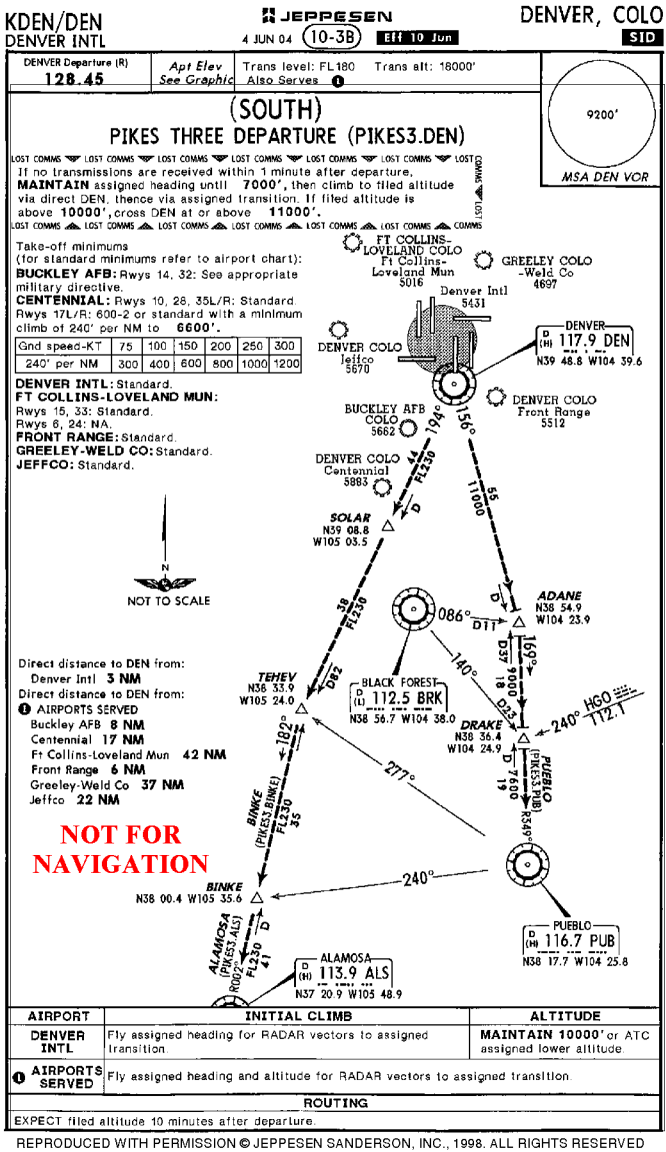 KDEN/DEN
DENVER INTL
JEPPESEN
4 JUN 04 10-3B Eff 10 Jun
DENVER, COLO
SID
DENVER Departure (R)
128.45
Apt Elev
See Graphic
Trans level: FL180 Trans alt: 18000'
Also Serves 1
9200'
MSA DEN VOR
(SOUTH)
PIKES THREE DEPARTURE (PIKES3.DEN)
LOST COMMS LOST COMMS LOST COMMS LOST COMMS LOST COMMS LOST COMMS LOST
COMMS
LOST
If no transmissions are received within 1 minute after departure,
MAINTAIN assigned heading until 7000', then climb to filed altitude
via direct DEN, thence via assigned transition. If filed altitude is
above 10000', cross DEN at or above 11000'.
LOST COMMS LOST COMMS LOST COMMS LOST COMMS LOST COMMS LOST COMMS
Take-off minimums
(for standard minimums refer to airport chart):
BUCKLEY AFB: Rwys 14, 32: See appropriate
military directive.
CENTENNIAL: Rwys 10, 28, 35L/R: Standard.
Rwys 17L/R: 600-2 or standard with a minimum
climb of 240' per NM to 6600'.
Gnd speed-KT 75 100 150 200 250 300
240' per NM 300 400 600 800 1000 1200
DENVER INTL: Standard.
FT COLLINS-LOVELAND MUN:
Rwys 15, 33: Standard.
Rwys 6, 24: NA.
FRONT RANGE: Standard.
GREELEY-WELD CO: Standard.
JEFFCO: Standard.
FT COLLINS-
LOVELAND COLO
Ft Collins-
Loveland Mun
5016
GREELEY COLO
-Weld Co
4697
Denver Intl
5431
DENVER COLO
Jeffco
5670
DENVER
D
(H) 117.9 DEN
N39 48.8 W104 39.6
DENVER COLO
Front Range
5512
BUCKLEY AFB
COLO
5662
DENVER COLO
Centennial
5883
194°
156°
44
FL230
D
55
11000
SOLAR
N39 08.8
W105 03.5
N
NOT TO SCALE
38
FL230
D82
ADANE
N38 54.9
W104 23.9
D
086°
D11
BLACK FOREST
D
(L) 112.5 BRK
N38 56.7 W104 38.0
140°
D23
D37
9000
18
169°
240° HGO
112.1
DRAKE
N38 36.4
W104 24.9
D
7600
19
PUEBLO
(PIKES3.PUB)
R349°
TEHEV
N38 33.9
W105 24.0
182°
277°
BINKE
(PIKES3.BINKE)
FL230
35
Direct distance to DEN from:
Denver Intl 3 NM
Direct distance to DEN from:
1 AIRPORTS SERVED
Buckley AFB 8 NM
Centennial 17 NM
Ft Collins-Loveland Mun 42 NM
Front Range 6 NM
Greeley-Weld Co 37 NM
Jeffco 22 NM
NOT FOR
NAVIGATION
240°
BINKE
N38 00.4 W105 35.6
ALAMOSA
(PIKES3.ALS)
R002°
FL230
41
D
PUEBLO
D
(H) 116.7 PUB
N38 17.7 W104 25.8
ALAMOSA
D
(H) 113.9 ALS
N37 20.9 W105 48.9
AIRPORT INITIAL CLIMB ALTITUDE
DENVER
INTL
Fly assigned heading for RADAR vectors to assigned
transition.
MAINTAIN 10000' or ATC
assigned lower altitude.
1 AIRPORTS
SERVED
Fly assigned heading and altitude for RADAR vectors to assigned transition.
ROUTING
EXPECT filed altitude 10 minutes after departure.
REPRODUCED WITH PERMISSION © JEPPESEN SANDERSON, INC., 1998. ALL RIGHTS RESERVED